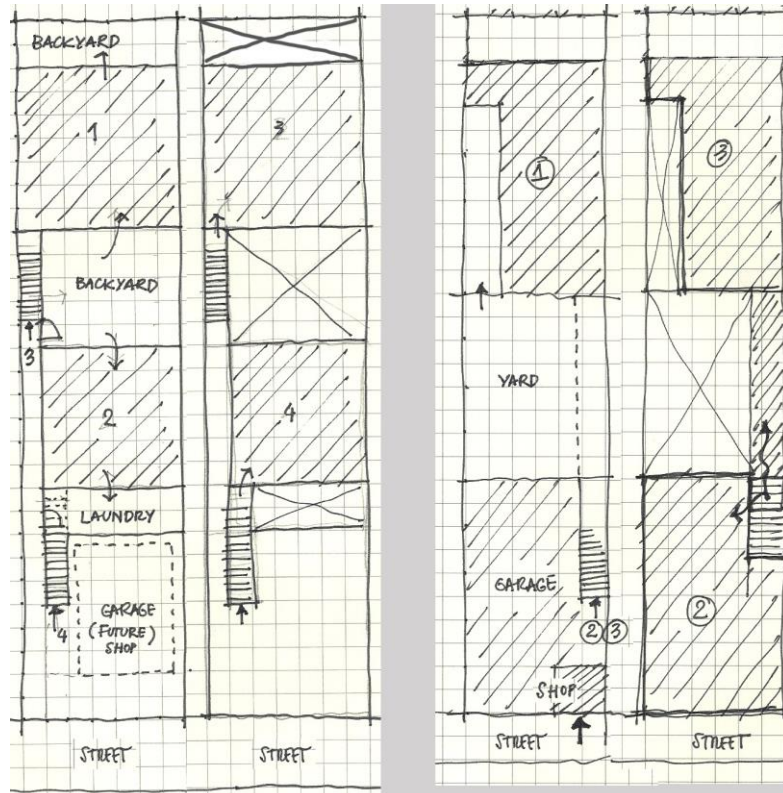 BACKYARD
1
BACKYARD
3
2
LAUNDRY
GARAGE
(FUTURE)
SHOP
4
STREET
3
4
STREET
1
YARD
GARAGE
2 3
SHOP
STREET
3
2
STREET